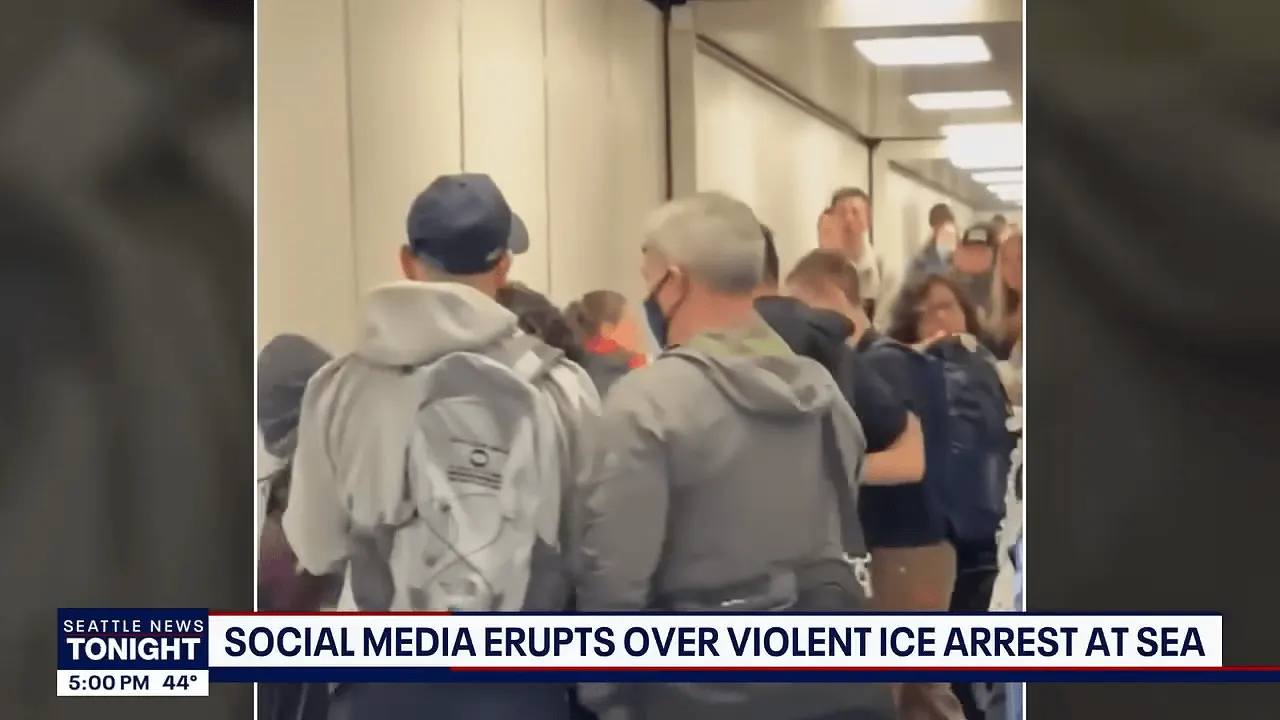 SEATTLE NEWS
TONIGHT
SOCIAL MEDIA ERUPTS OVER VIOLENT ICE ARREST AT SEA
5:00 PM 44°